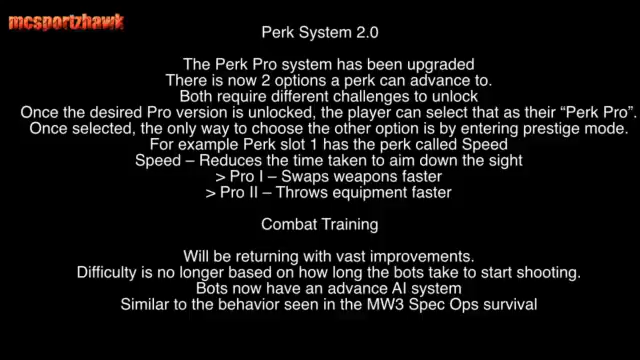 mcsportzhawk
Perk System 2.0
The Perk Pro system has been upgraded
There is now 2 options a perk can advance to.
Both require different challenges to unlock
Once the desired Pro version is unlocked, the player can select that as their “Perk Pro”.
Once selected, the only way to choose the other option is by entering prestige mode.
For example Perk slot 1 has the perk called Speed
Speed – Reduces the time taken to aim down the sight
> Pro I – Swaps weapons faster
> Pro II – Throws equipment faster
Combat Training
Will be returning with vast improvements.
Difficulty is no longer based on how long the bots take to start shooting.
Bots now have an advance AI system
Similar to the behavior seen in the MW3 Spec Ops survival